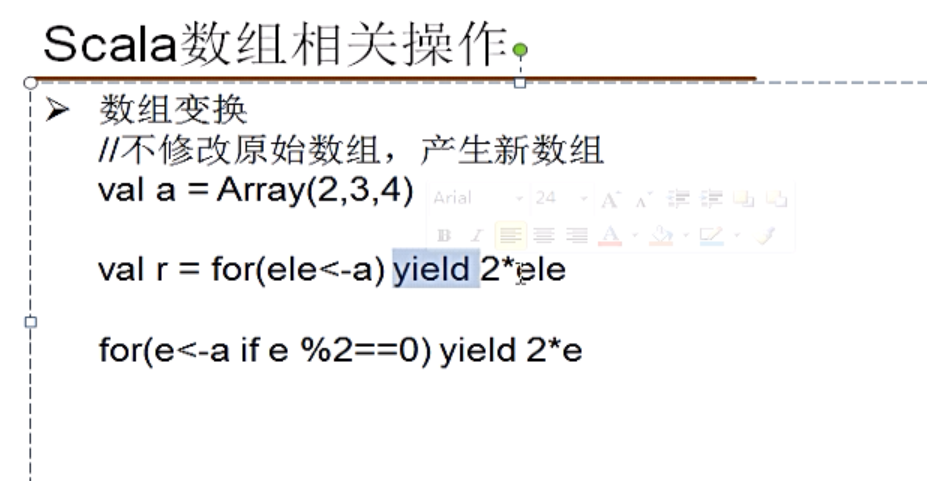 Scala数组相关操作
数组变换
//不修改原始数组，产生新数组
val a = Array(2,3,4)
Arial 24
B I
val r = for(ele<-a) yield 2*ele
for(e<-a if e %2==0) yield 2*e